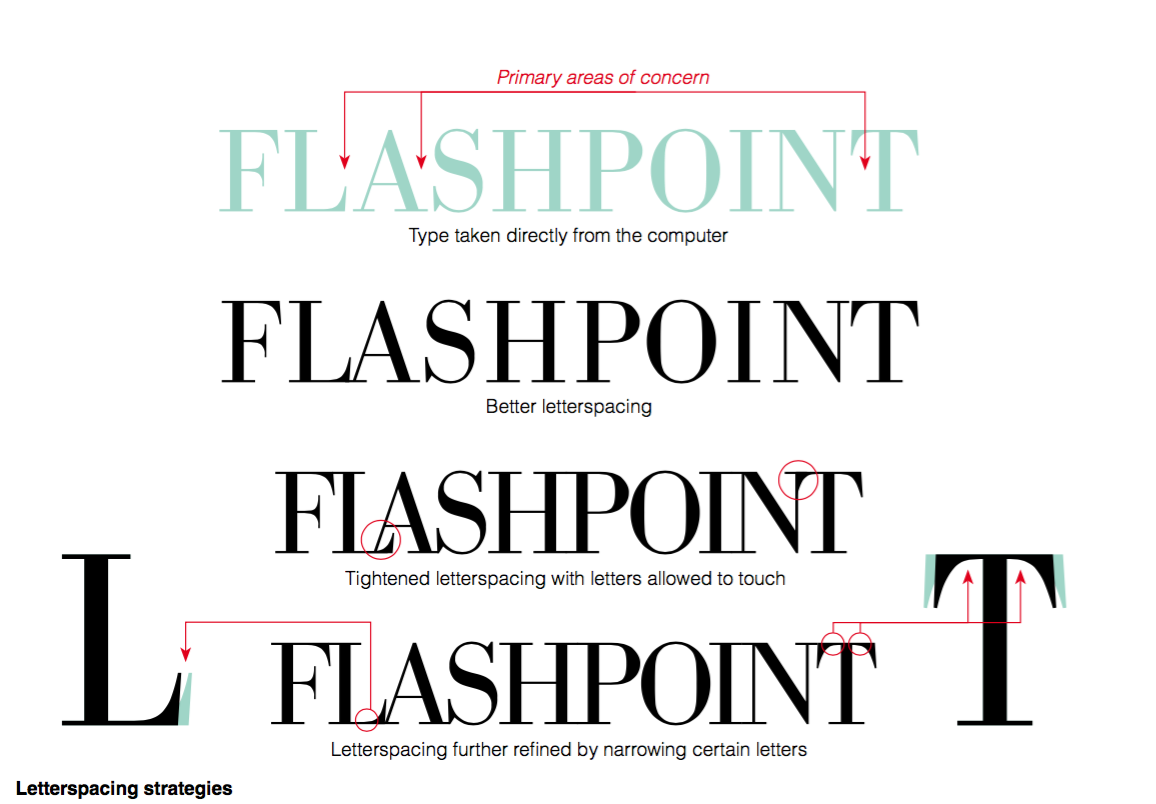 Primary areas of concern
FLASHPOINT
Type taken directly from the computer
FLASHPOINT
Better letterspacing
FLASHPOINT
Tightened letterspacing with letters allowed to touch
L
T
FLASHPOINT
Letterspacing further refined by narrowing certain letters
Letterspacing strategies